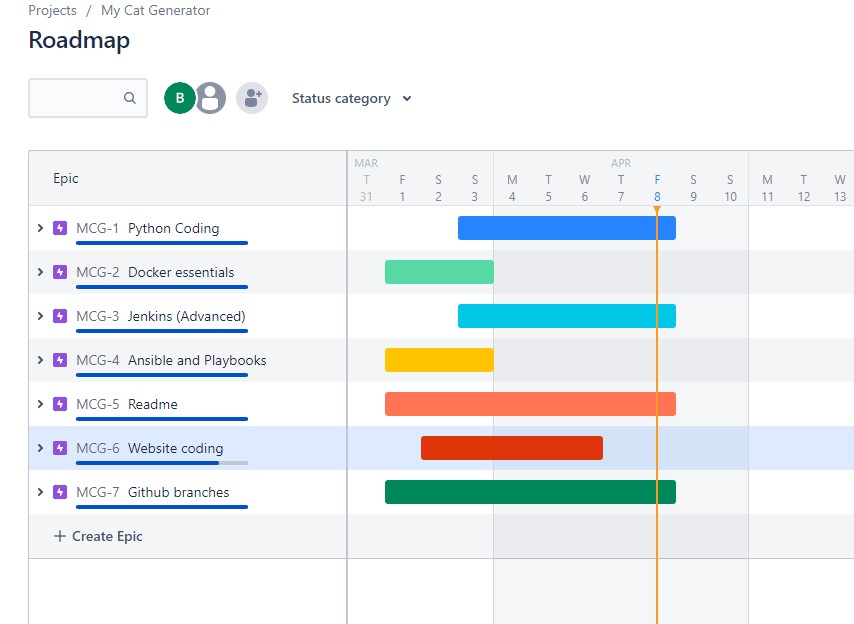 Projects / My Cat Generator
Roadmap
B Status category
Epic
MAR APR
T F S S M T W T F S S M T W
31 1 2 3 4 5 6 7 8 9 10 11 12 13
MCG-1 Python Coding
MCG-2 Docker essentials
MCG-3 Jenkins (Advanced)
MCG-4 Ansible and Playbooks
MCG-5 Readme
MCG-6 Website coding
MCG-7 Github branches
+ Create Epic